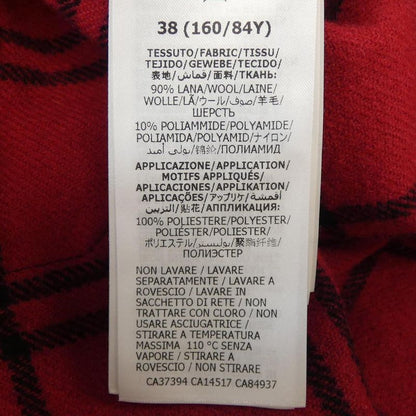 38 (160/84Y)
TESSUTO/FABRIC/TISSU/
TEJIDO/GEWEBE/TECIDO/
表地/قماش/面料/ТКАНЬ:
90% LANA/WOOL/LAINE/
WOLLE/LÃ/ウール/صوف/羊毛/
ШЕРСТЬ
10% POLIAMMIDE/POLYAMIDE/
POLIAMIDA/POLYAMID/ナイロン/
بولي أميد/锦纶/ПОЛИАМИД
APPLICAZIONE/APPLICATION/
MOTIFS APPLIQUÉS/
APLICACIONES/APPLIKATION/
APLICAÇÕES/アップリケ/التزيين
/貼花/АППЛИКАЦИЯ:
100% POLIESTERE/POLYESTER/
POLIÉSTER/POLYESTER/
ポリエステル/بوليستر/聚酯纤维/
ПОЛИЭСТЕР
NON LAVARE / LAVARE
SEPARATAMENTE / LAVARE A
ROVESCIO / LAVARE IN
SACCHETTO DI RETE / NON
TRATTARE CON CLORO / NON
USARE ASCIUGATRICE /
STIRARE A TEMPERATURA
MASSIMA 110 °C SENZA
VAPORE / STIRARE A
ROVESCIO / NON LAVARE
CA37394 CA14517 CA84937